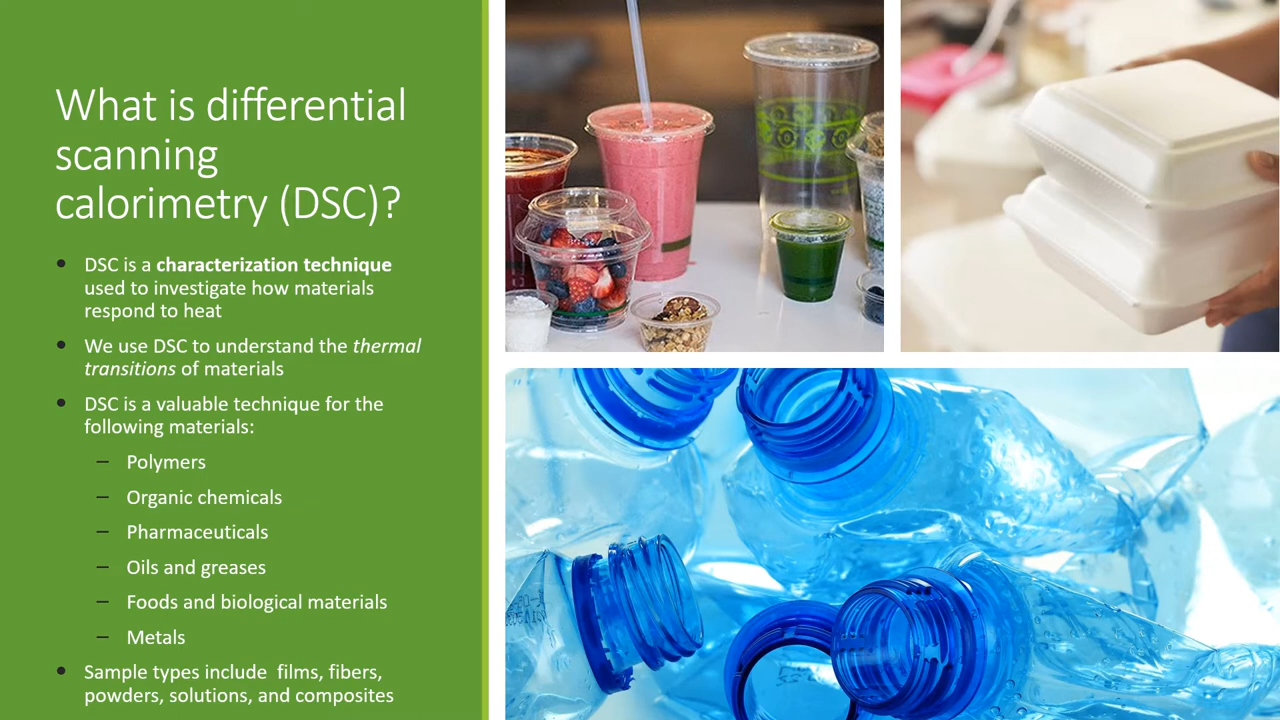 What is differential
scanning
calorimetry (DSC)?
• DSC is a characterization technique
used to investigate how materials
respond to heat
• We use DSC to understand the thermal
transitions of materials
• DSC is a valuable technique for the
following materials:
– Polymers
– Organic chemicals
– Pharmaceuticals
– Oils and greases
– Foods and biological materials
– Metals
• Sample types include  films, fibers,
powders, solutions, and composites